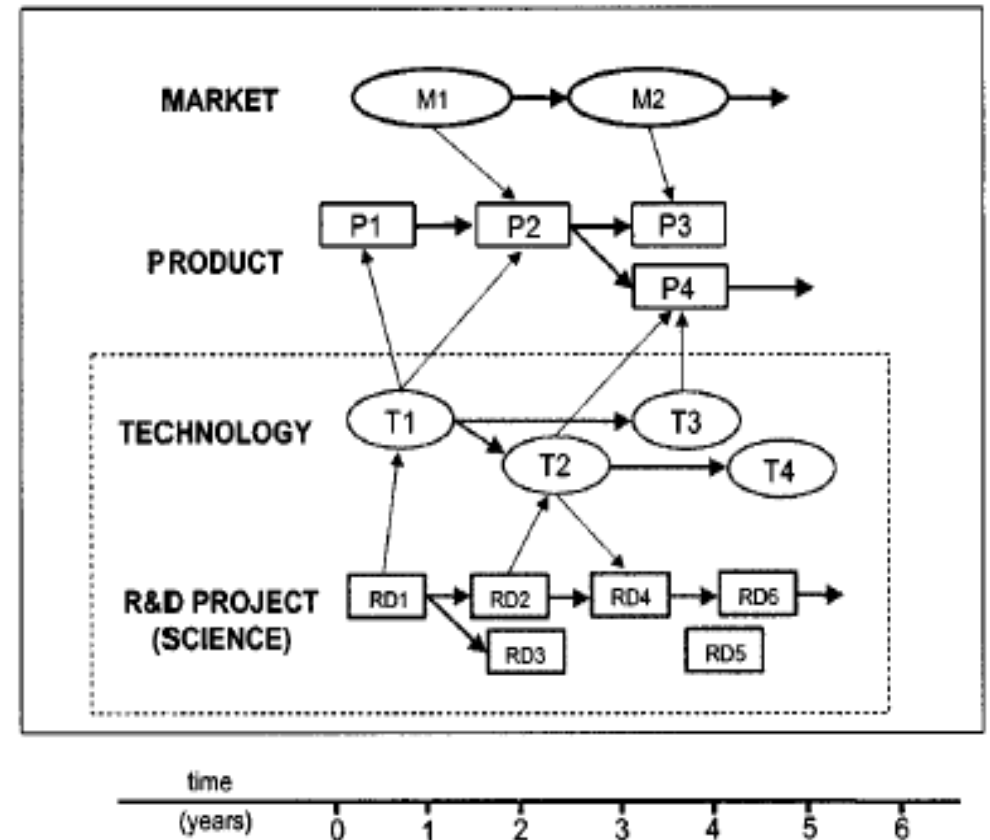 MARKET
M1
M2
P1
P2
P3
PRODUCT
P4
T1
T3
TECHNOLOGY
T2
T4
R&D PROJECT
(SCIENCE)
RD1
RD2
RD4
RD6
RD3
RD5
time
(years)
0 1 2 3 4 5 6